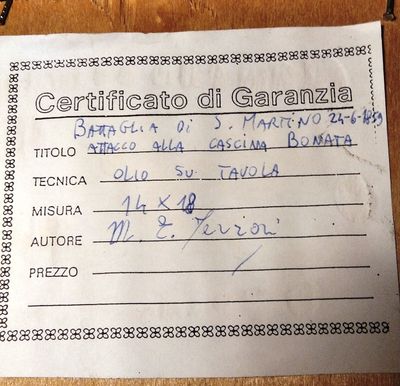 Certificato di Garanzia
BATTAGLIA DI S. MARTINO 24-6-1859
TITOLO ATTACCO ALLA CASCINA BONATA
TECNICA OLIO SU TAVOLA
MISURA 14 X 18
AUTORE M. E.
PREZZO